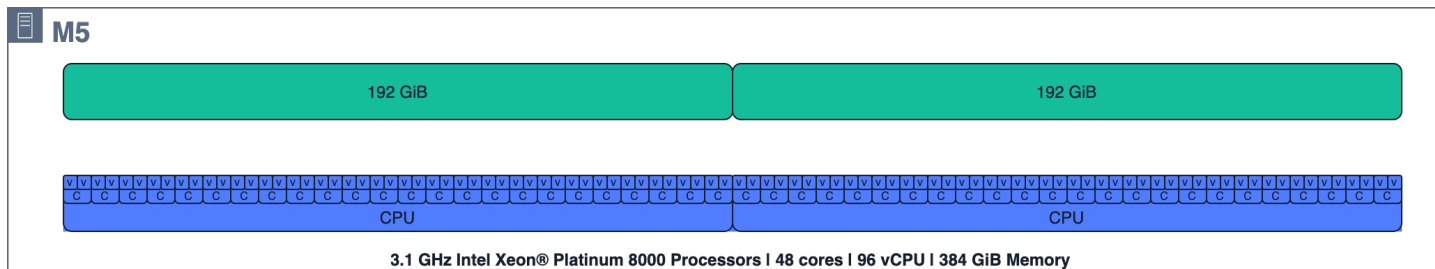 M5
192 GiB 192 GiB
v v v v v v v v v v v v v v v v v v v v v v v v v v v v v v v v v v v v v v v v v v v v v v v v v v v v v v v v v v v v v v v v v v v v v v v v v v v v v v v v v v v v v v v v v v v v v v v v
C C C C C C C C C C C C C C C C C C C C C C C C C C C C C C C C C C C C C C C C C C C C C C C C
CPU CPU
3.1 GHz Intel Xeon® Platinum 8000 Processors | 48 cores | 96 vCPU | 384 GiB Memory